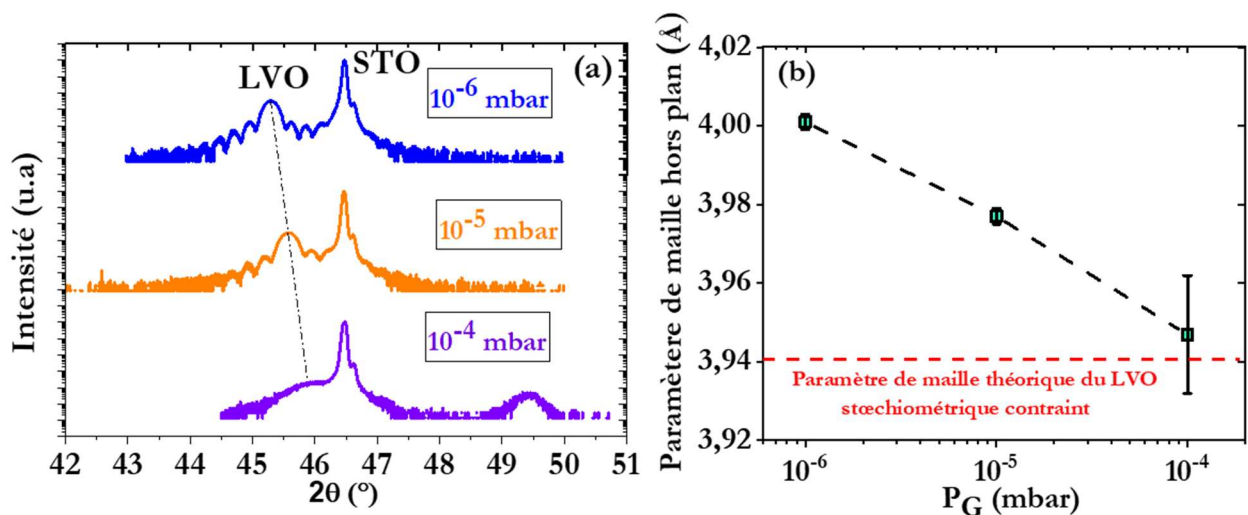 (a)
LVO
STO
10⁻⁶ mbar
10⁻⁵ mbar
10⁻⁴ mbar
Intensité (u.a)
42 43 44 45 46 47 48 49 50 51
2θ (º)
(b)
Paramètere de maille hors plan (Å)
4,02
4,00
3,98
3,96
3,94
3,92
Paramètre de maille théorique du LVO
stœchiométrique contraint
10⁻⁶ 10⁻⁵ 10⁻⁴
P_G (mbar)